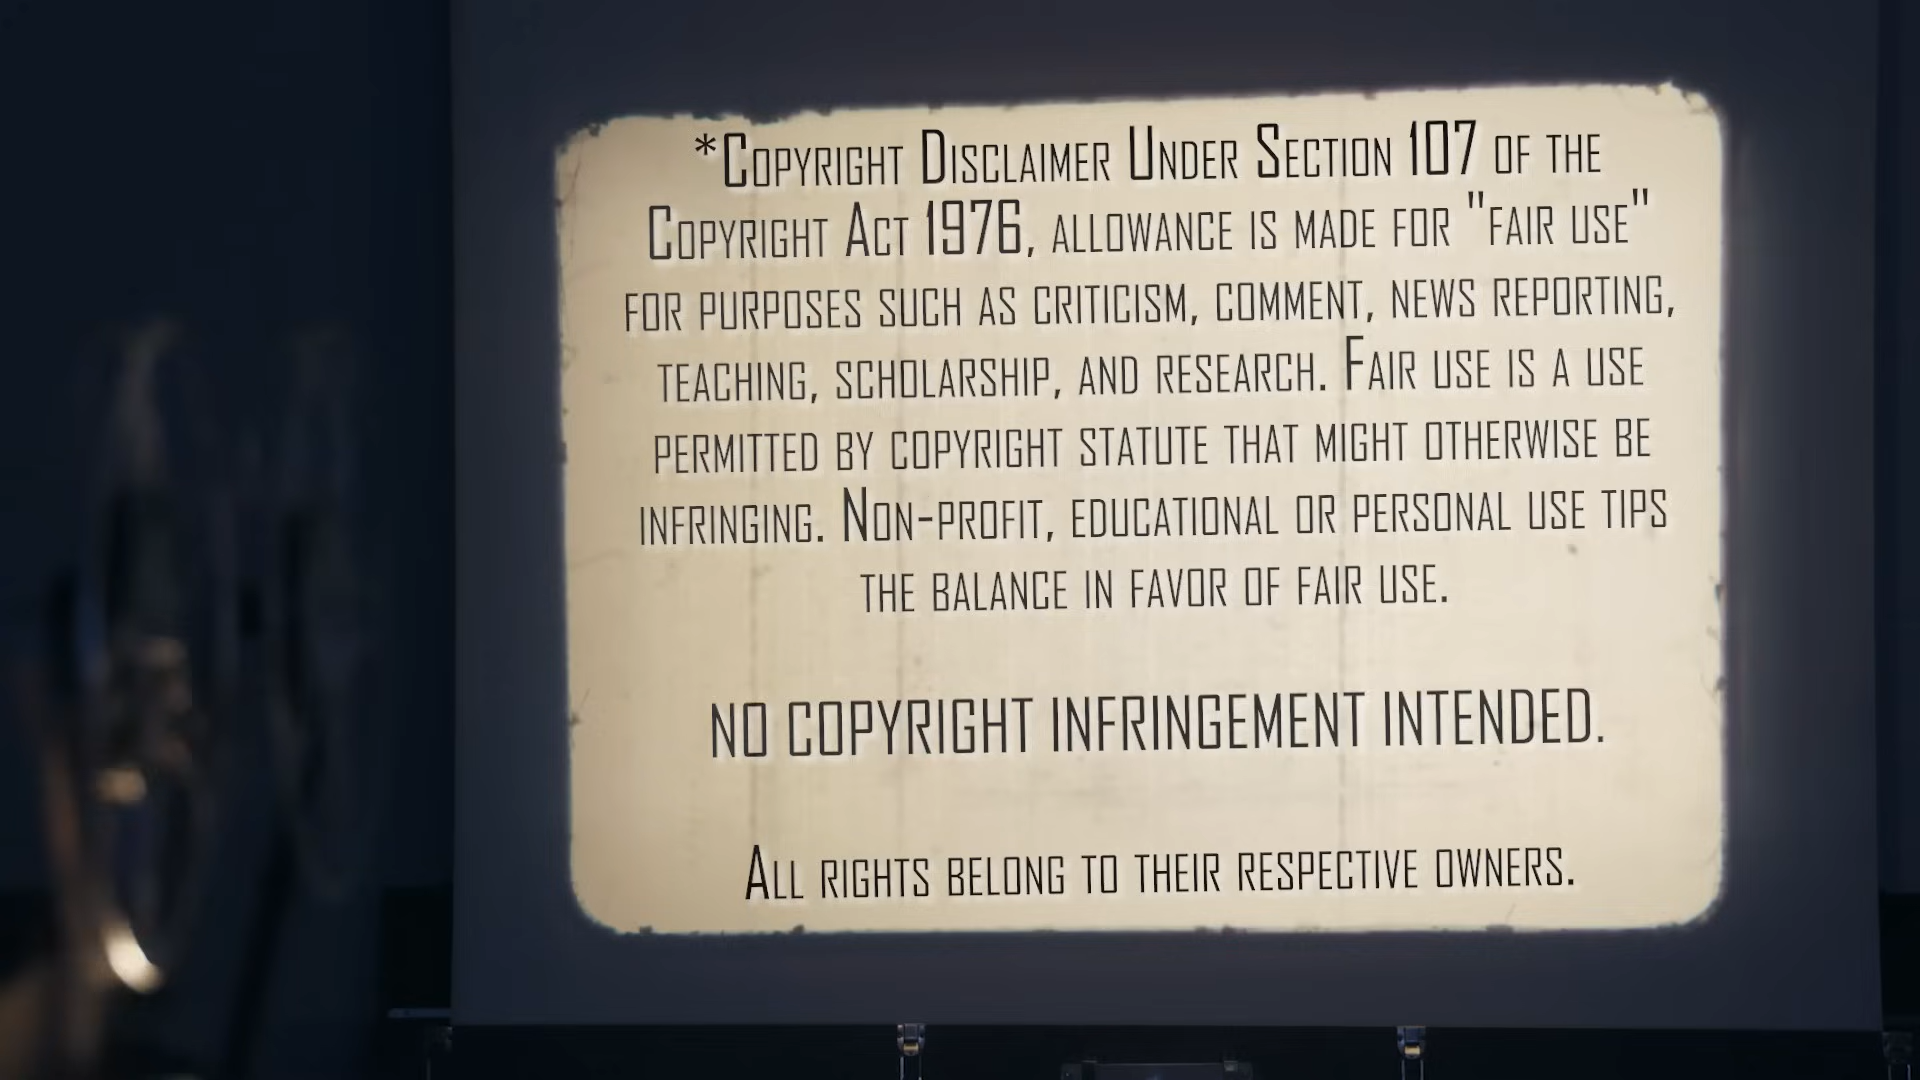 *Copyright Disclaimer Under Section 107 of the
Copyright Act 1976, allowance is made for "fair use"
for purposes such as criticism, comment, news reporting,
teaching, scholarship, and research. Fair use is a use
permitted by copyright statute that might otherwise be
infringing. Non-profit, educational or personal use tips
the balance in favor of fair use.
NO COPYRIGHT INFRINGEMENT INTENDED.
All rights belong to their respective owners.